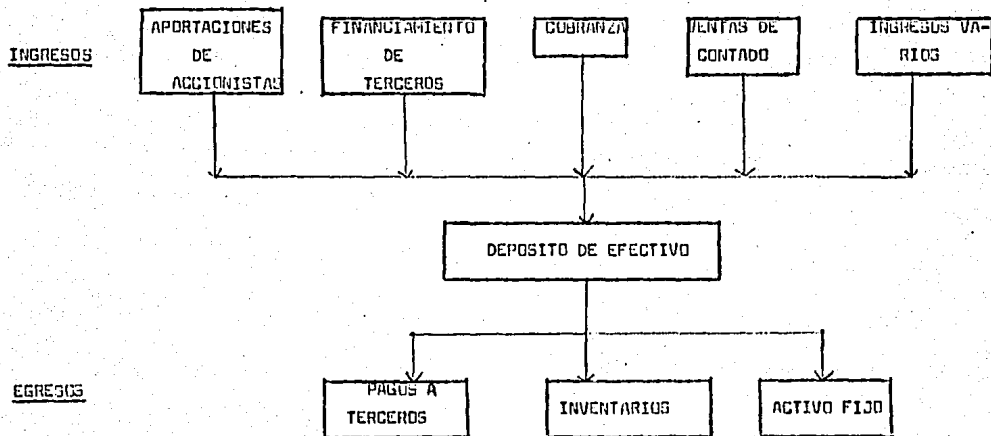 INGRESOS
APORTACIONES
DE
ACCIONISTAS
FINANCIAMIENTO
DE
TERCEROS
COBRANZA
VENTAS DE
CONTADO
INGRESOS VA-
RIOS
DEPOSITO DE EFECTIVO
EGRESOS
PAGOS A
TERCEROS
INVENTARIOS
ACTIVO FIJO